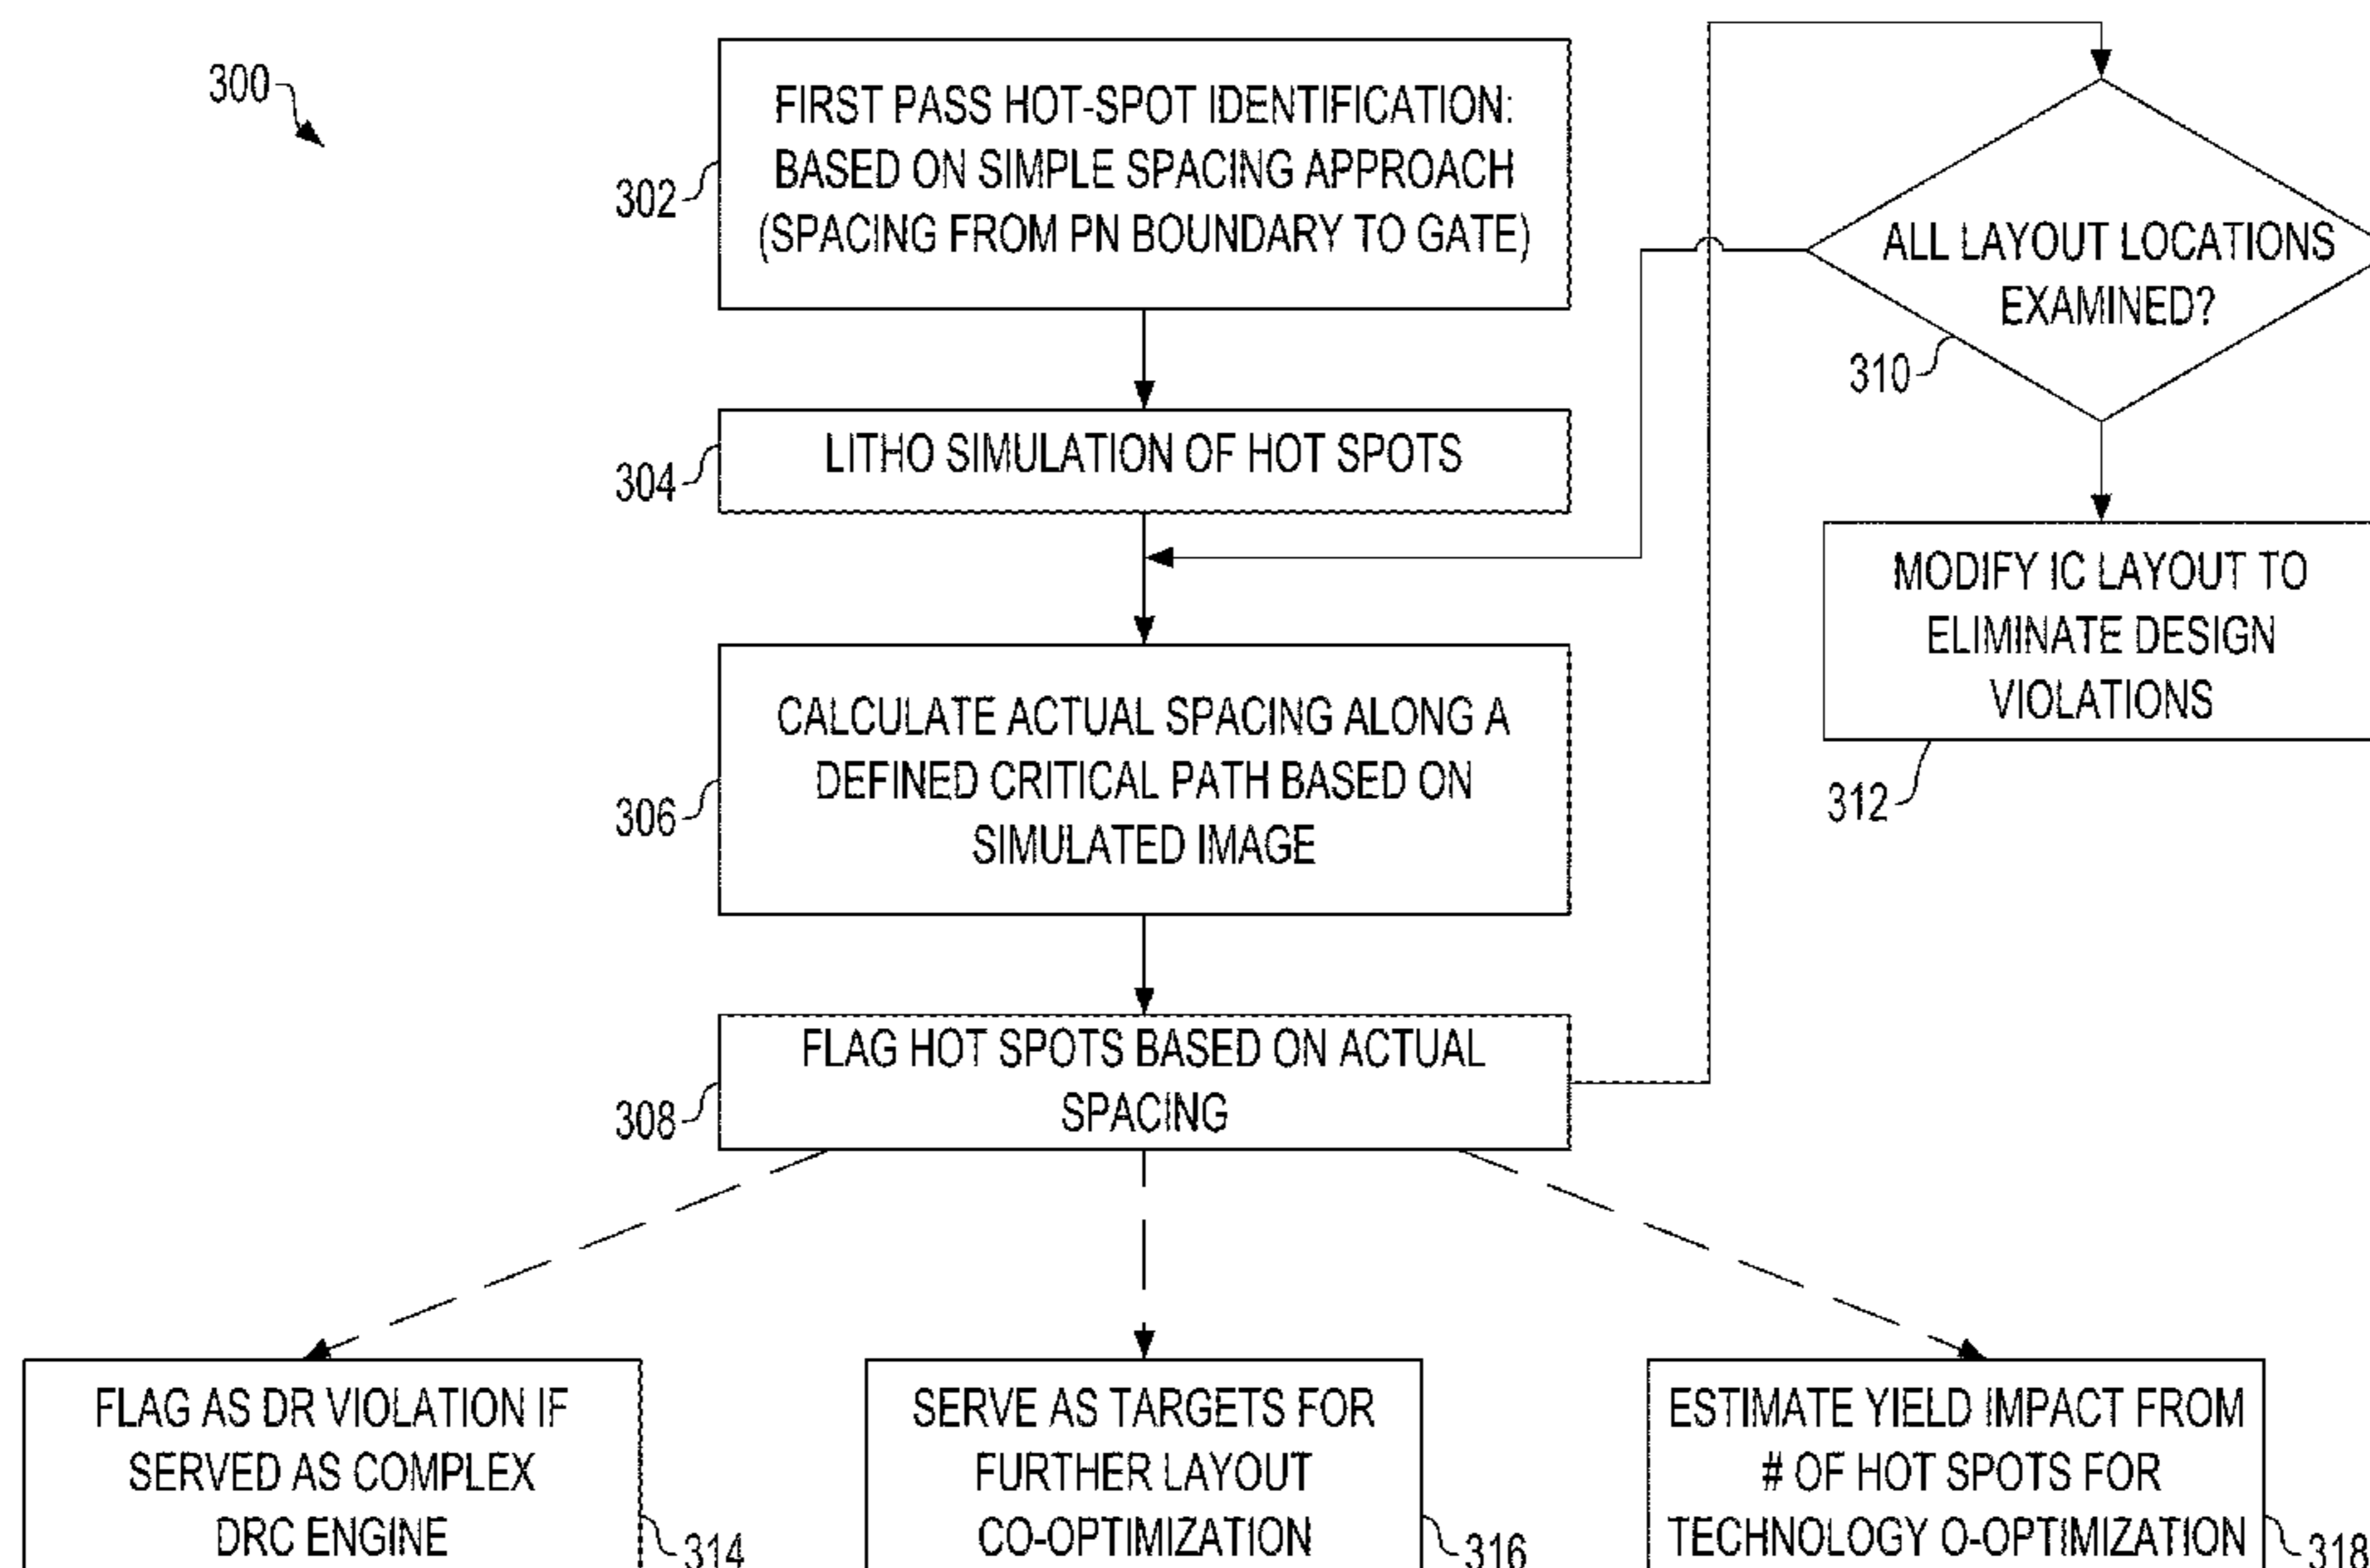 300
FIRST PASS HOT-SPOT IDENTIFICATION:
BASED ON SIMPLE SPACING APPROACH
(SPACING FROM PN BOUNDARY TO GATE)
302
LITHO SIMULATION OF HOT SPOTS
304
CALCULATE ACTUAL SPACING ALONG A
DEFINED CRITICAL PATH BASED ON
SIMULATED IMAGE
306
FLAG HOT SPOTS BASED ON ACTUAL
SPACING
308
ALL LAYOUT LOCATIONS
EXAMINED?
310
MODIFY IC LAYOUT TO
ELIMINATE DESIGN
VIOLATIONS
312
FLAG AS DR VIOLATION IF
SERVED AS COMPLEX
DRC ENGINE
314
SERVE AS TARGETS FOR
FURTHER LAYOUT
CO-OPTIMIZATION
316
ESTIMATE YIELD IMPACT FROM
# OF HOT SPOTS FOR
TECHNOLOGY O-OPTIMIZATION
318